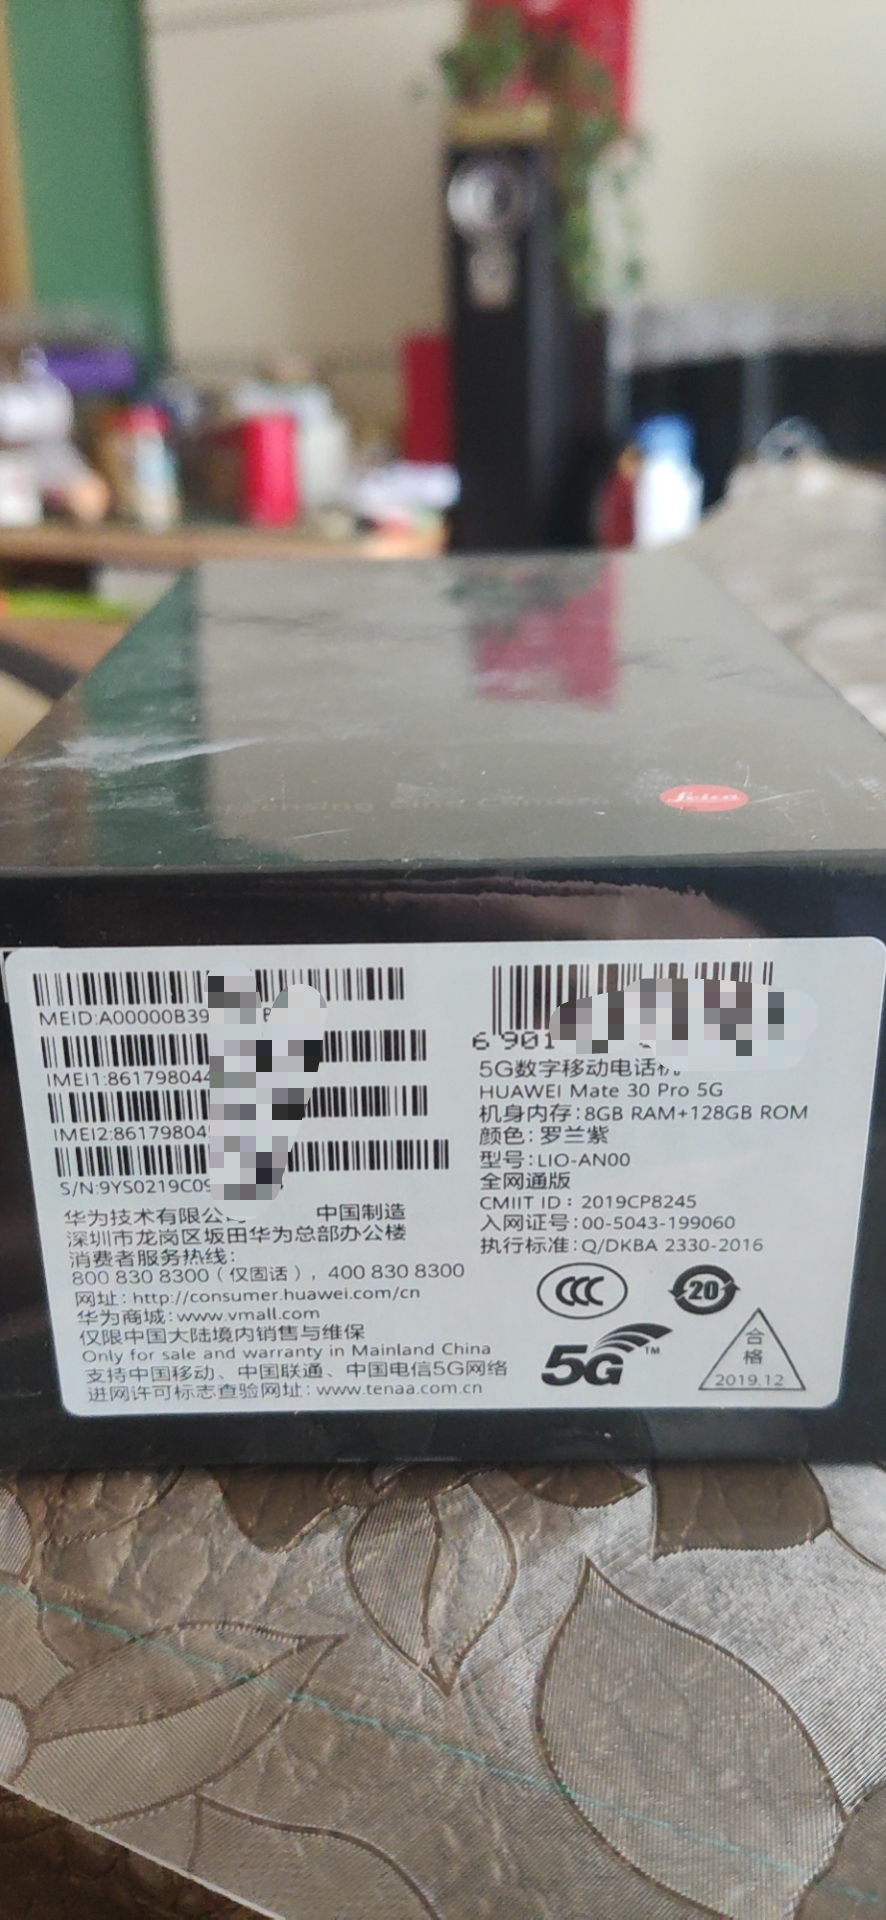 Leica
MEID:A00000B39
IMEI1:86179804
IMEI2:86179804
S/N:9YS0219C09
华为技术有限公 中国制造
深圳市龙岗区坂田华为总部办公楼
消费者服务热线:
800 830 8300（仅固话）, 400 830 8300
网址: http://consumer.huawei.com/cn
华为商城: www.vmall.com
仅限中国大陆境内销售与维保
Only for sale and warranty in Mainland China
支持中国移动、中国联通、中国电信5G网络
进网许可标志查验网址: www.tenaa.com.cn
6 901
5G数字移动电话机
HUAWEI Mate 30 Pro 5G
机身内存: 8GB RAM+128GB ROM
颜色: 罗兰紫
型号: LIO-AN00
全网通版
CMIIT ID: 2019CP8245
入网证号: 00-5043-199060
执行标准: Q/DKBA 2330-2016
CCC
20
5G™
合
格
2019.12